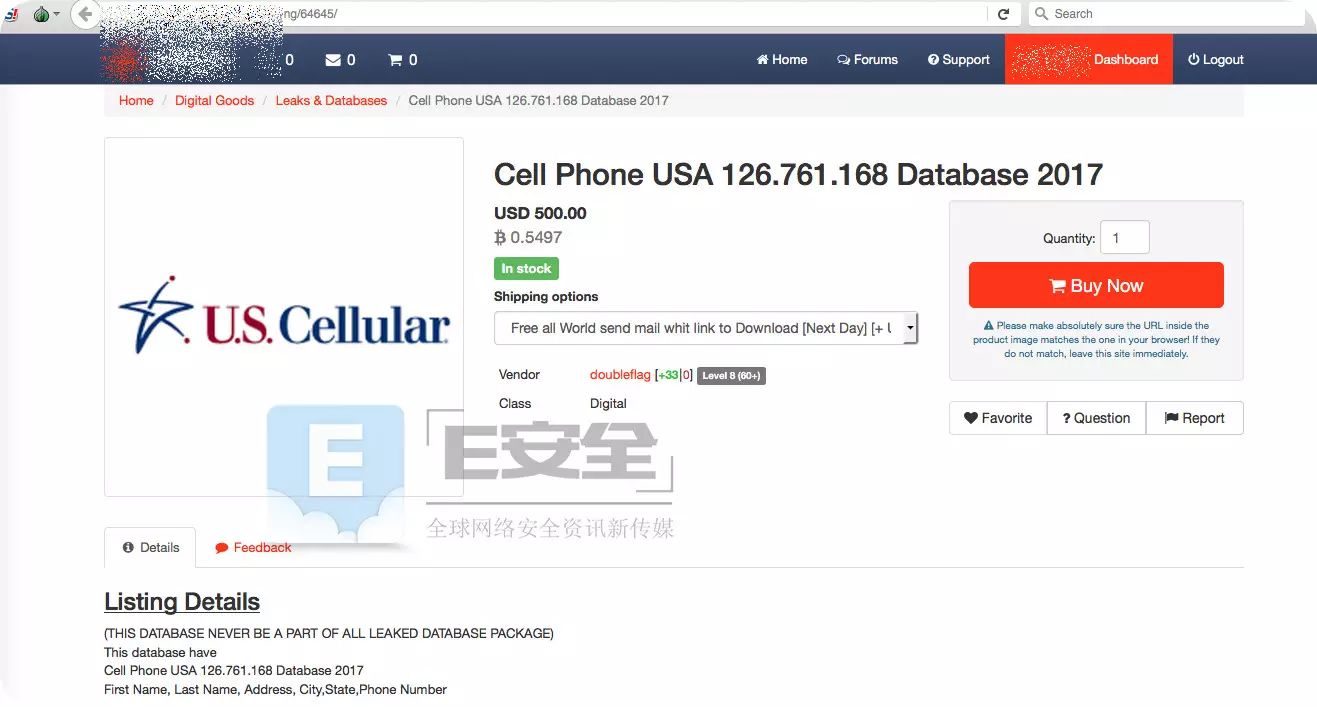 ng/64645/
Search
0
0
0
Home
Forums
Support
Dashboard
Logout
Home / Digital Goods / Leaks & Databases / Cell Phone USA 126.761.168 Database 2017
U.S. Cellular
Cell Phone USA 126.761.168 Database 2017
USD 500.00
฿ 0.5497
In stock
Shipping options
Free all World send mail whit link to Download [Next Day] [+ U
Vendor doubleflag [+33|0] Level 8 (60+)
Class Digital
Quantity: 1
Buy Now
Please make absolutely sure the URL inside the
product image matches the one in your browser! If they
do not match, leave this site immediately.
Favorite
? Question
Report
E
E安全
全球网络安全资讯新传媒
Details
Feedback
Listing Details
(THIS DATABASE NEVER BE A PART OF ALL LEAKED DATABASE PACKAGE)
This database have
Cell Phone USA 126.761.168 Database 2017
First Name, Last Name, Address, City,State,Phone Number